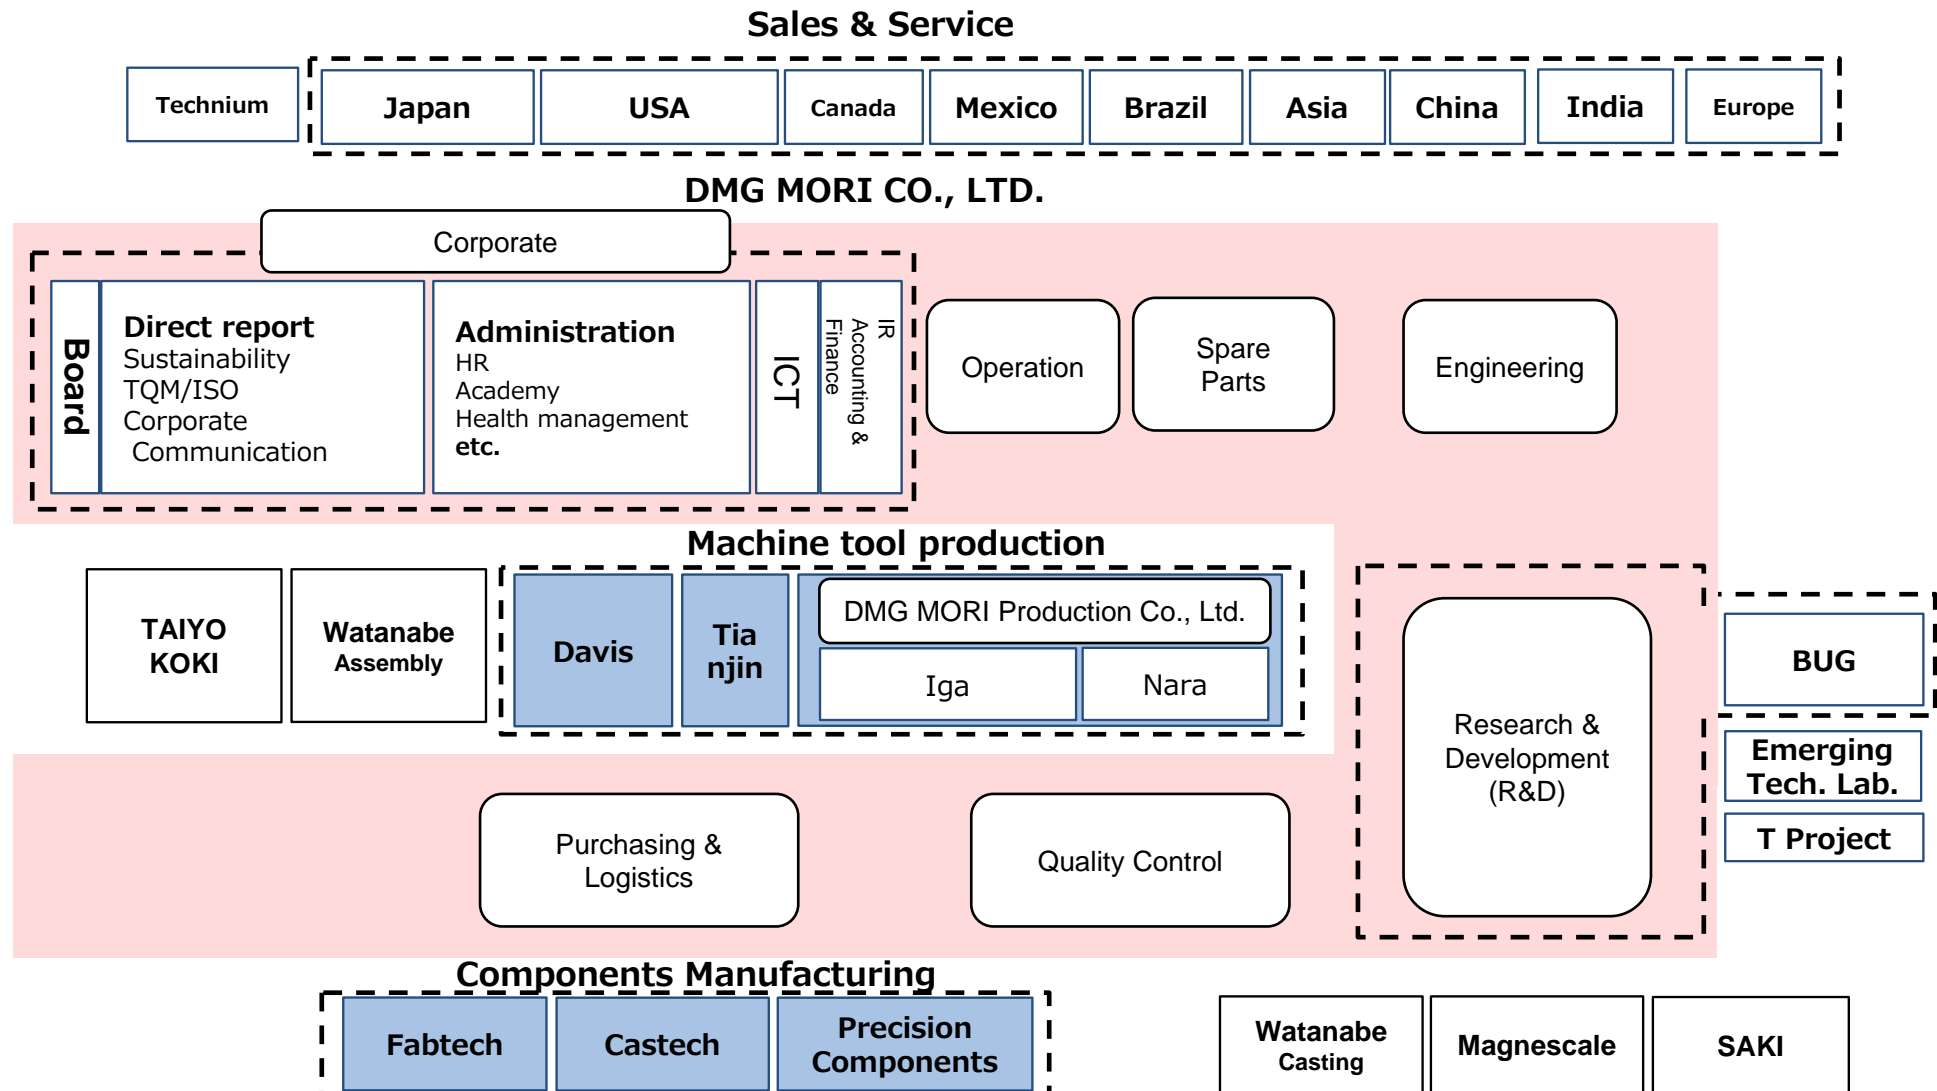 Sales & Service
Technium
Japan
USA
Canada
Mexico
Brazil
Asia
China
India
Europe
DMG MORI CO., LTD.
Corporate
Board
Direct report
Sustainability
TQM/ISO
Corporate
Communication
Administration
HR
Academy
Health management
etc.
ICT
IR
Accounting &
Finance
Operation
Spare
Parts
Engineering
Machine tool production
TAIYO
KOKI
Watanabe
Assembly
Davis
Tia
njin
DMG MORI Production Co., Ltd.
Iga
Nara
Research &
Development
(R&D)
BUG
Emerging
Tech. Lab.
T Project
Purchasing &
Logistics
Quality Control
Components Manufacturing
Fabtech
Castech
Precision
Components
Watanabe
Casting
Magnescale
SAKI